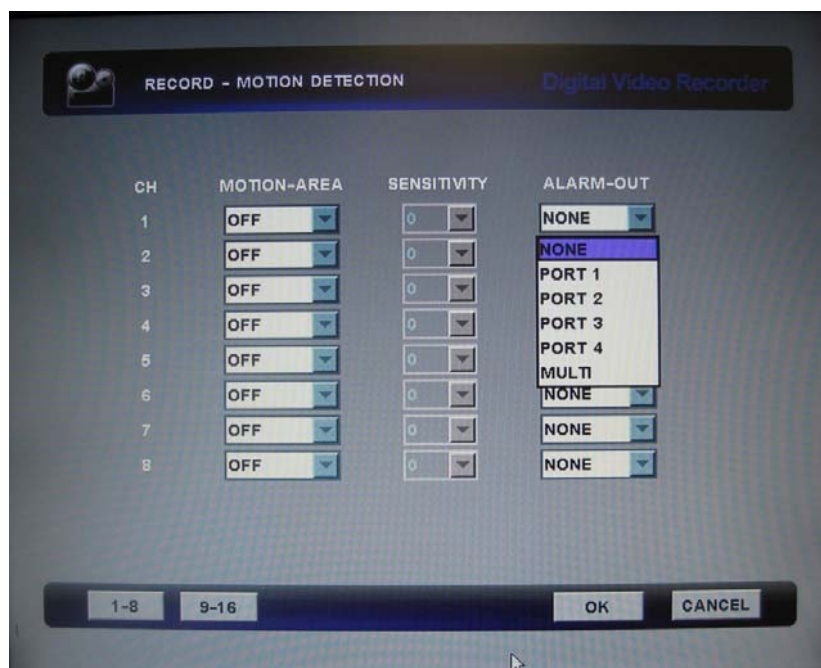 RECORD - MOTION DETECTION Digital Video Recorder
CH MOTION-AREA SENSITIVITY ALARM-OUT
1 OFF 0 NONE
2 OFF 0 NONE
3 OFF 0 PORT 1
PORT 2
4 OFF 0 PORT 3
5 OFF 0 PORT 4
MULTI
6 OFF 0 NONE
7 OFF 0 NONE
8 OFF 0 NONE
1-8 9-16 OK CANCEL